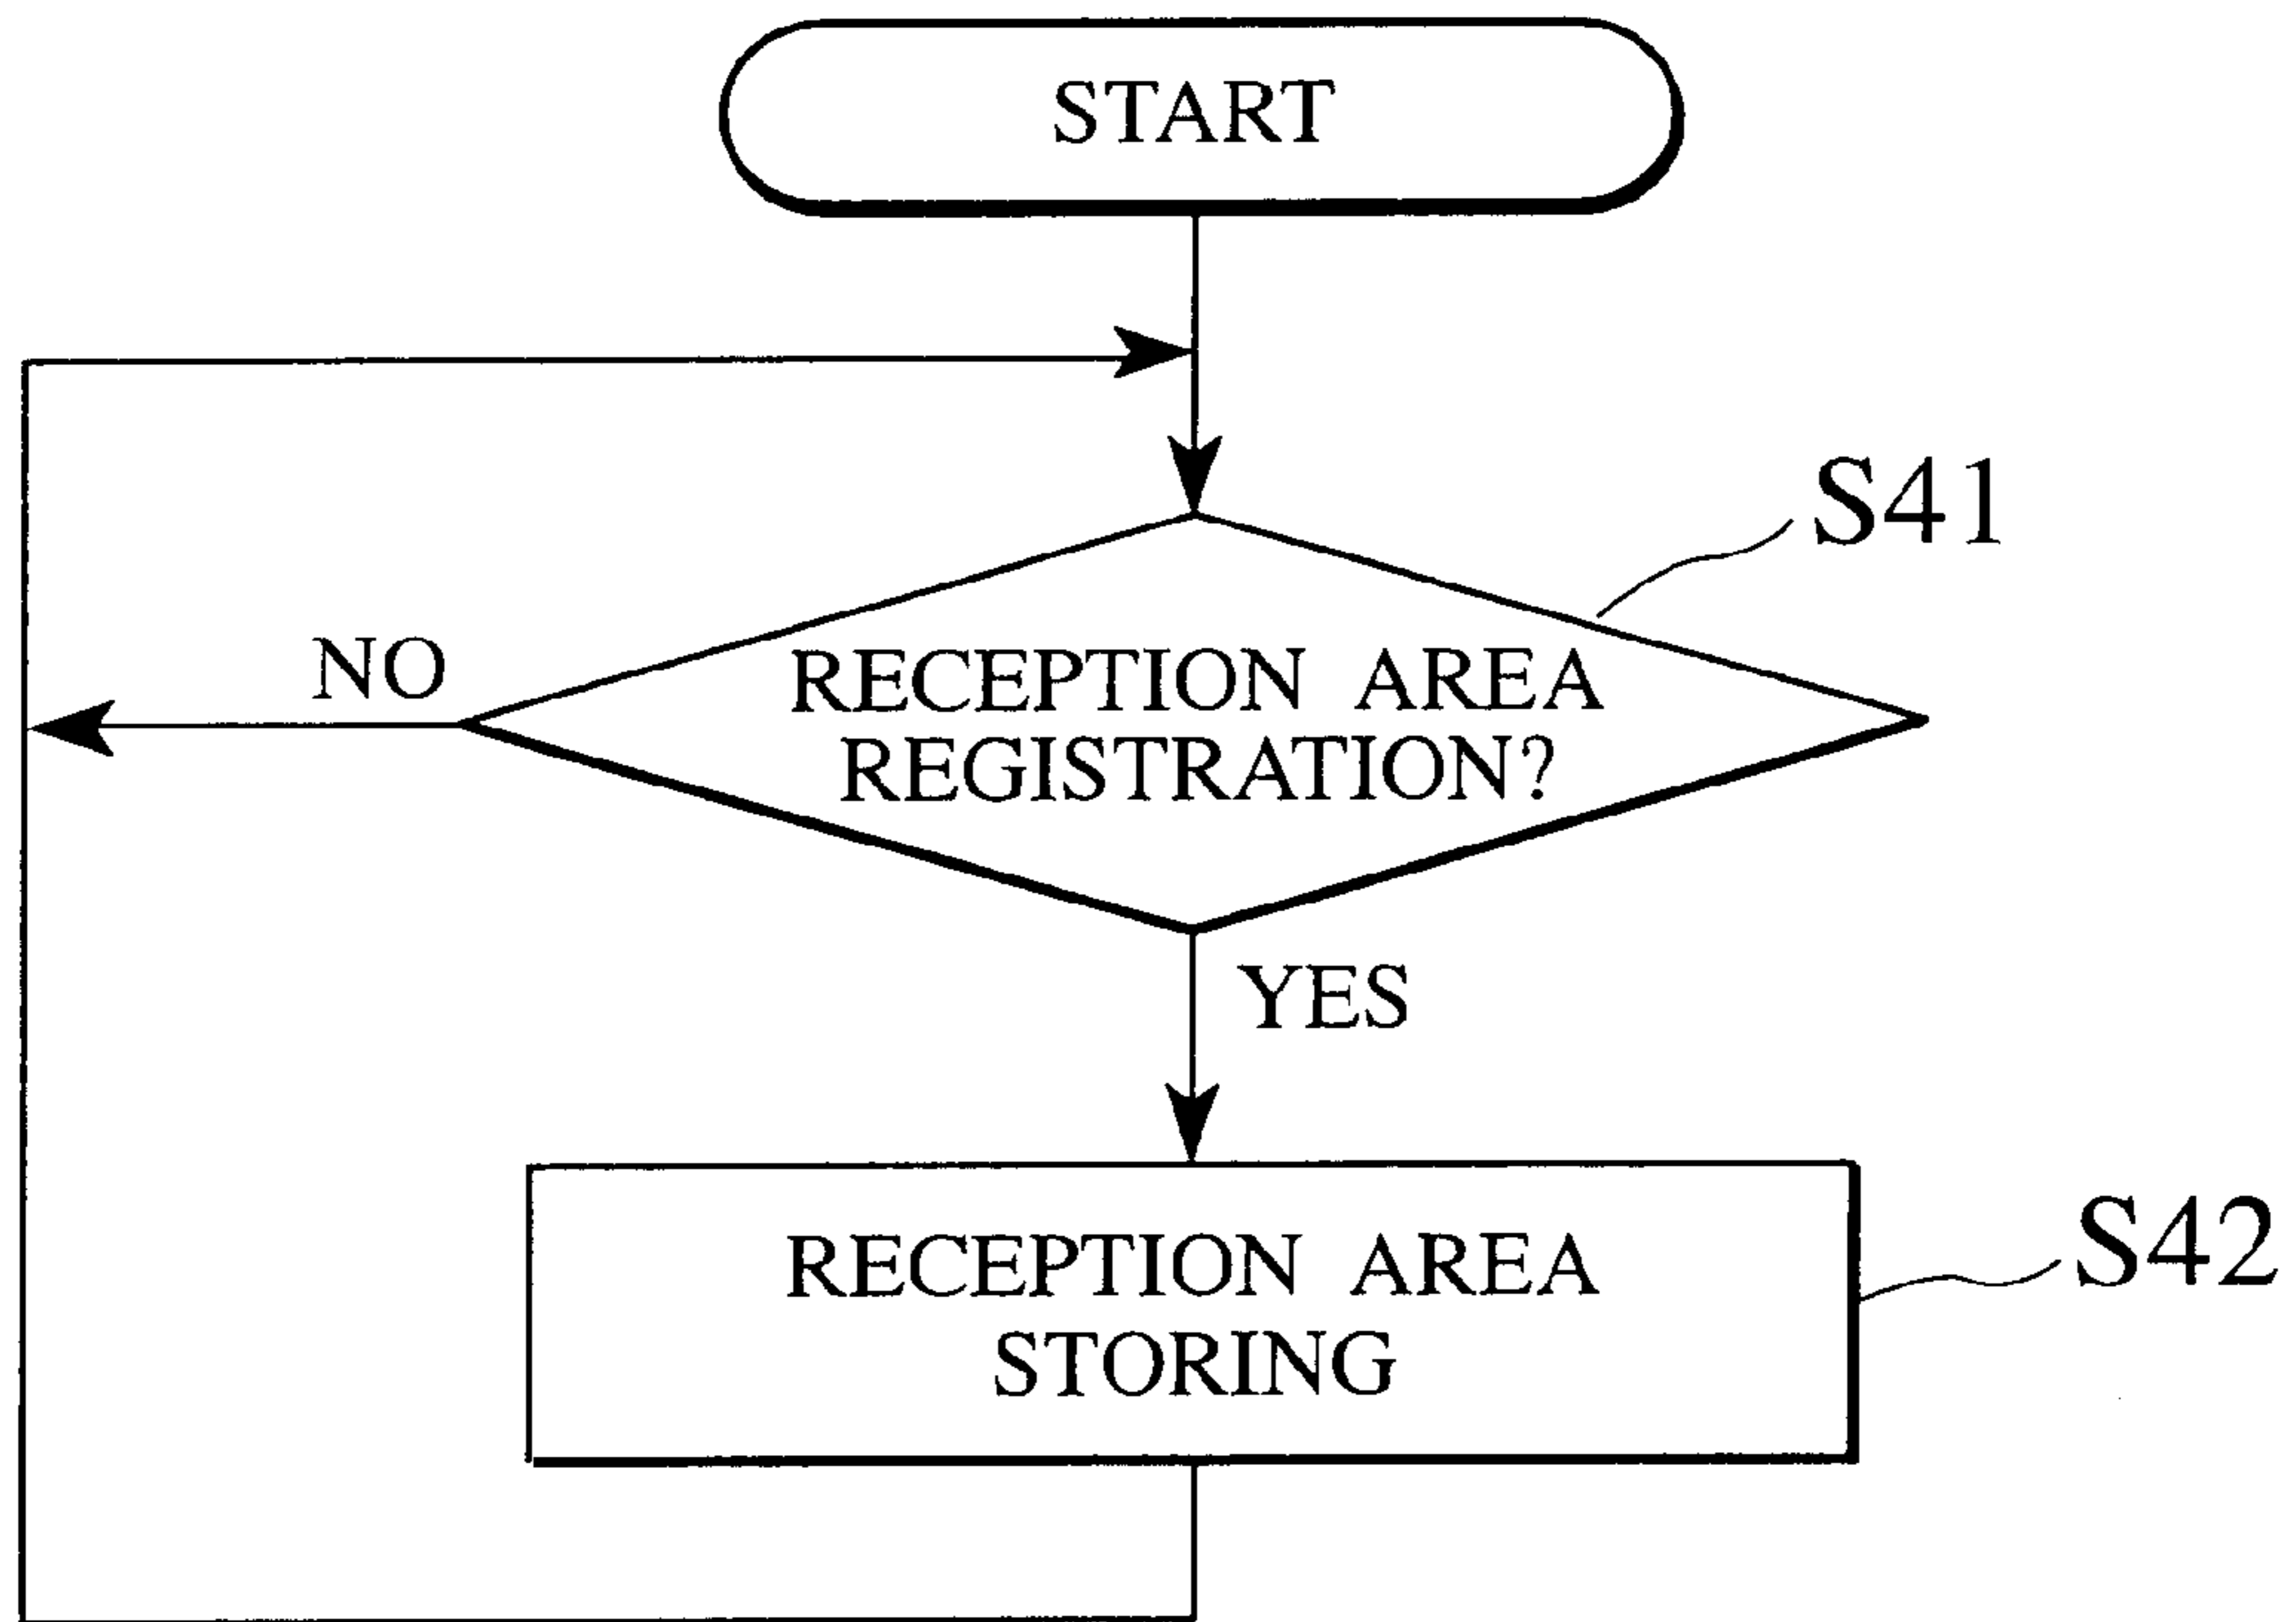 START
S41
NO
RECEPTION AREA
REGISTRATION?
YES
RECEPTION AREA
STORING
S42